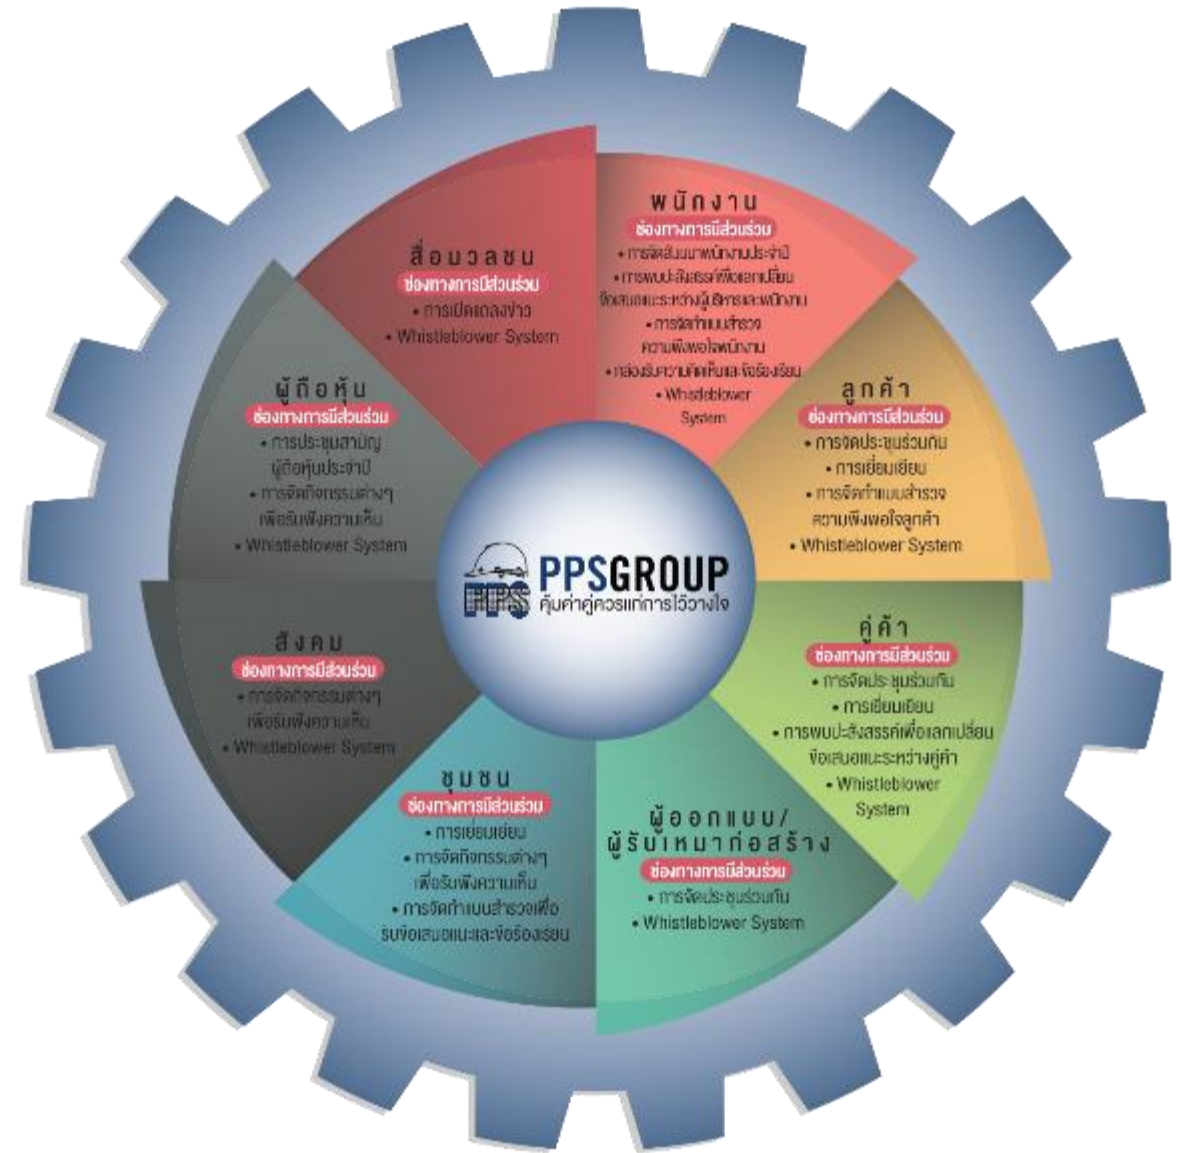 พนักงาน
ช่องทางการมีส่วนร่วม
• การจัดสัมมนาพนักงานประจำปี
• การพบปะสังสรรค์เพื่อแลกเปลี่ยน
ข้อเสนอแนะระหว่างผู้บริหารและพนักงาน
• การจัดทำแบบสำรวจ
ความพึงพอใจพนักงาน
• กล่องรับความคิดเห็นและข้อร้องเรียน
• Whistleblower
System
ลูกค้า
ช่องทางการมีส่วนร่วม
• การจัดประชุมร่วมกัน
• การเยี่ยมเยียน
• การจัดทำแบบสำรวจ
ความพึงพอใจลูกค้า
• Whistleblower System
คู่ค้า
ช่องทางการมีส่วนร่วม
• การจัดประชุมร่วมกัน
• การเยี่ยมเยียน
• การพบปะสังสรรค์เพื่อแลกเปลี่ยน
ข้อเสนอแนะระหว่างคู่ค้า
• Whistleblower
System
ผู้ออกแบบ/
ผู้รับเหมาก่อสร้าง
ช่องทางการมีส่วนร่วม
• การจัดประชุมร่วมกัน
• Whistleblower System
ชุมชน
ช่องทางการมีส่วนร่วม
• การเยี่ยมเยียน
• การจัดกิจกรรมต่างๆ
เพื่อรับฟังความเห็น
• การจัดทำแบบสำรวจเพื่อ
รับข้อเสนอแนะและข้อร้องเรียน
สังคม
ช่องทางการมีส่วนร่วม
• การจัดกิจกรรมต่างๆ
เพื่อรับฟังความเห็น
• Whistleblower System
ผู้ถือหุ้น
ช่องทางการมีส่วนร่วม
• การประชุมสามัญ
ผู้ถือหุ้นประจำปี
• การจัดกิจกรรมต่างๆ
เพื่อรับฟังความเห็น
• Whistleblower System
สื่อมวลชน
ช่องทางการมีส่วนร่วม
• การเปิดแถลงข่าว
• Whistleblower System
PPS
PPSGROUP
คุ้มค่าคู่ควรแก่การไว้วางใจ